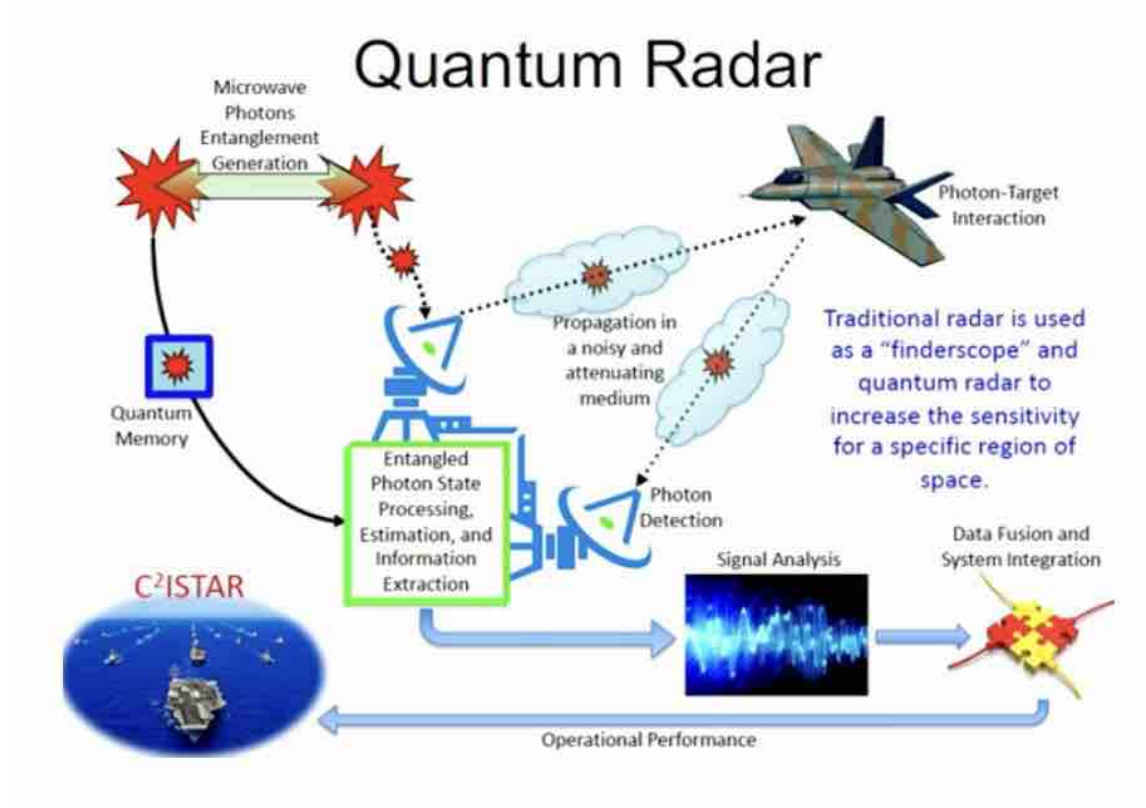 Quantum Radar
Microwave
Photons
Entanglement
Generation
Photon-Target
Interaction
Propagation in
a noisy and
attenuating
medium
Traditional radar is used
as a “finderscope” and
quantum radar to
increase the sensitivity
for a specific region of
space.
Quantum
Memory
Entangled
Photon State
Processing,
Estimation, and
Information
Extraction
Photon
Detection
Signal Analysis
Data Fusion and
System Integration
C²ISTAR
Operational Performance